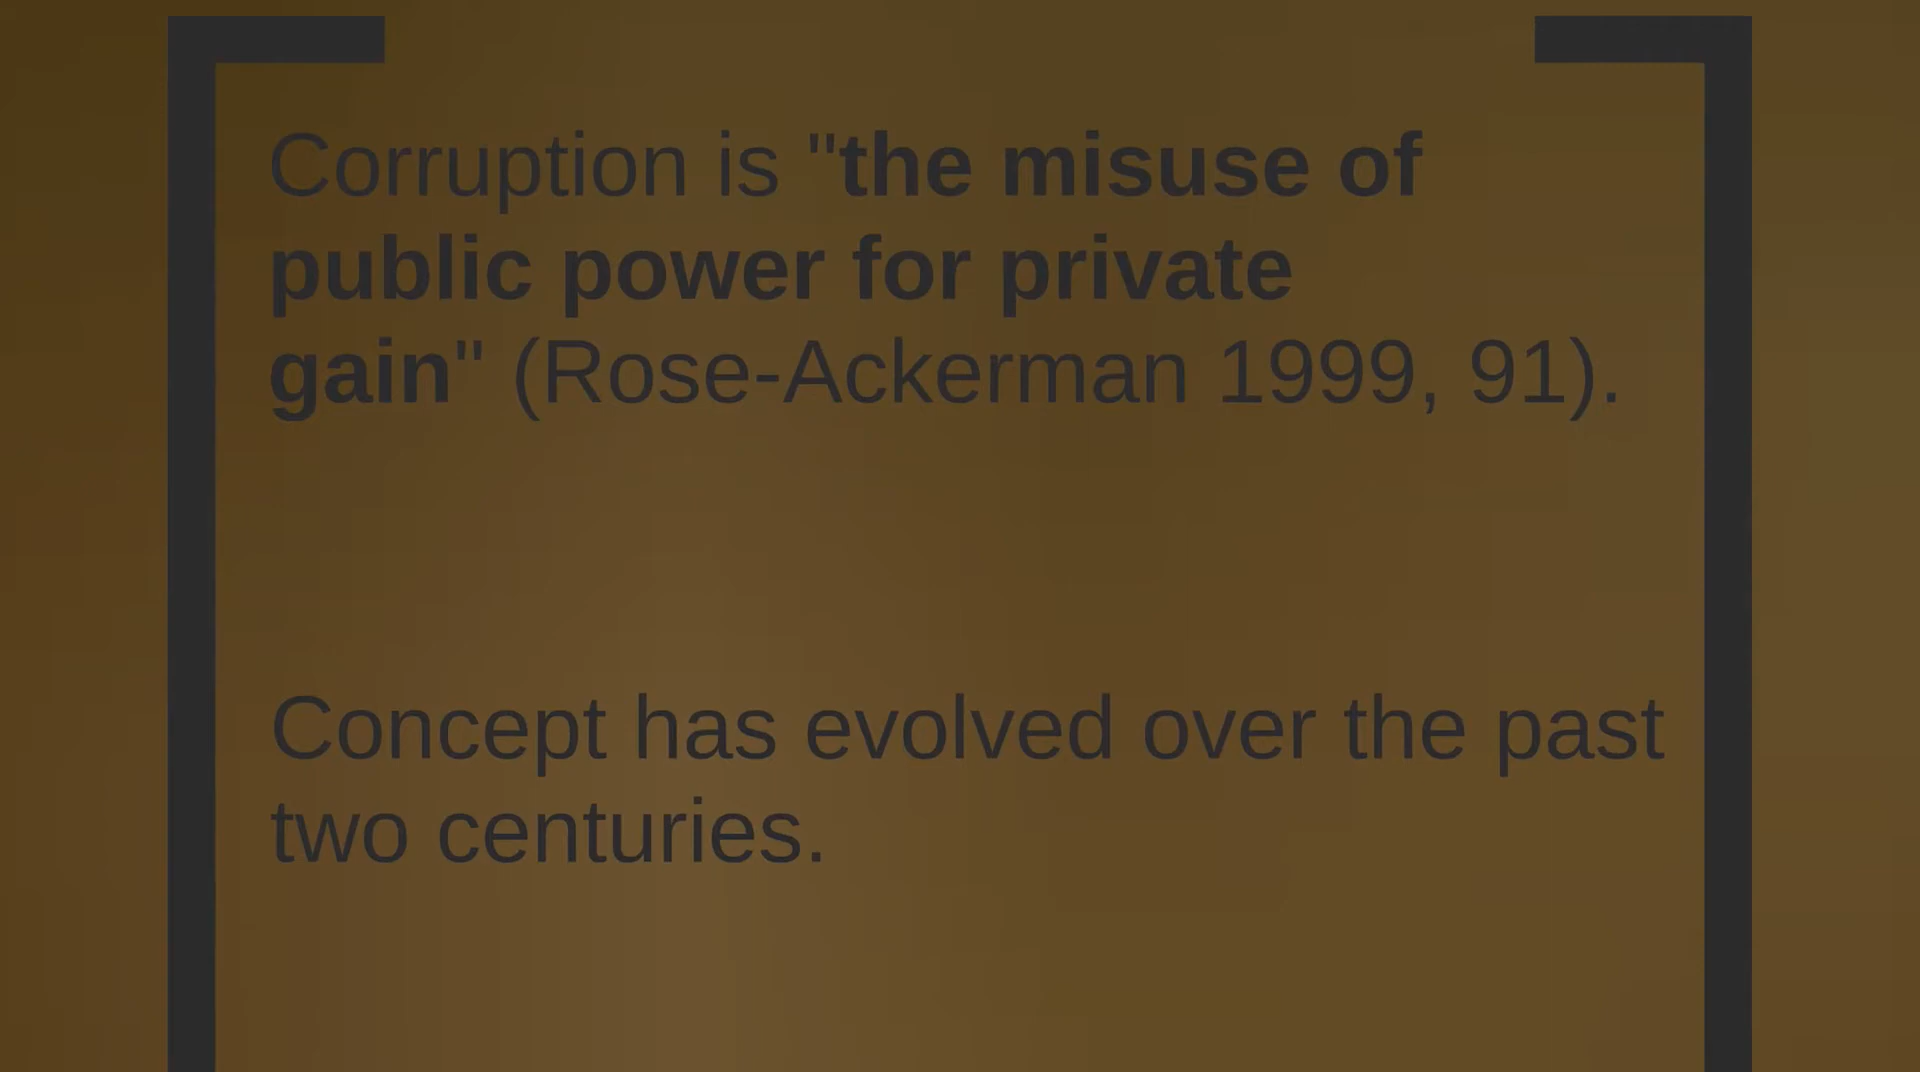 Corruption is "the misuse of
public power for private
gain" (Rose-Ackerman 1999, 91).
Concept has evolved over the past
two centuries.